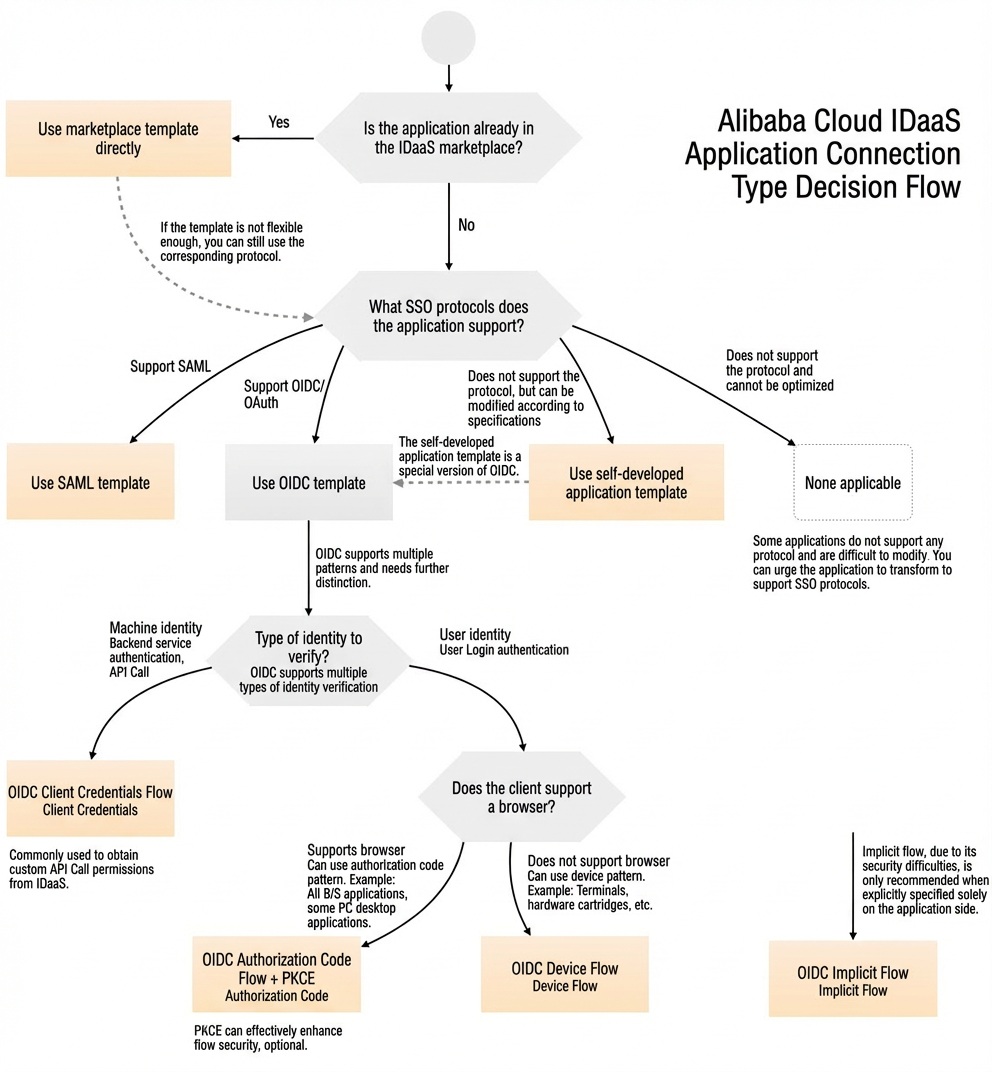 Alibaba Cloud IDaaS
Application Connection
Type Decision Flow
Is the application already in
the IDaaS marketplace?
Yes
Use marketplace template
directly
No
If the template is not flexible
enough, you can still use the
corresponding protocol.
What SSO protocols does
the application support?
Support SAML
Support OIDC/
OAuth
Does not support the
protocol, but can be
modified according to
specifications
Does not support
the protocol and
cannot be optimized
Use SAML template
Use OIDC template
The self-developed
application template is a
special version of OIDC.
Use self-developed
application template
None applicable
Some applications do not support any
protocol and are difficult to modify. You
can urge the application to transform to
support SSO protocols.
OIDC supports multiple
patterns and needs further
distinction.
Machine identity
Backend service
authentication,
API Call
Type of identity to
verify?
OIDC supports multiple
types of identity verification
User identity
User Login authentication
OIDC Client Credentials Flow
Client Credentials
Commonly used to obtain
custom API Call permissions
from IDaaS.
Does the client support
a browser?
Supports browser
Can use authorization code
pattern. Example:
All B/S applications,
some PC desktop
applications.
Does not support browser
Can use device pattern.
Example: Terminals,
hardware cartridges, etc.
Implicit flow, due to its
security difficulties, is
only recommended when
explicitly specified solely
on the application side.
OIDC Authorization Code
Flow + PKCE
Authorization Code
PKCE can effectively enhance
flow security, optional.
OIDC Device Flow
Device Flow
OIDC Implicit Flow
Implicit Flow